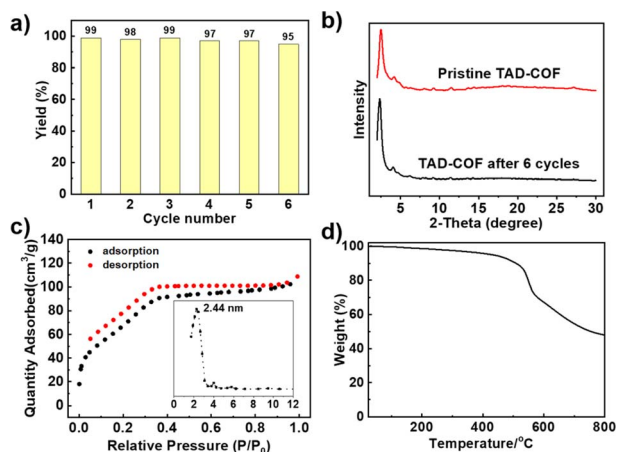 a)
99 98 99 97 97 95
100
80
60
40
20
0
Yield (%)
1 2 3 4 5 6
Cycle number
b)
Pristine TAD-COF
TAD-COF after 6 cycles
Intensity
5 10 15 20 25 30
2-Theta (degree)
c)
140
120
100
80
60
40
20
0
Quantity Adsorbed(cm³/g)
adsorption
desorption
2.44 nm
0 2 4 6 8 10 12
0.0 0.2 0.4 0.6 0.8 1.0
Relative Pressure (P/P₀)
d)
100
80
60
40
20
0
Weight (%)
200 400 600 800
Temperature/°C